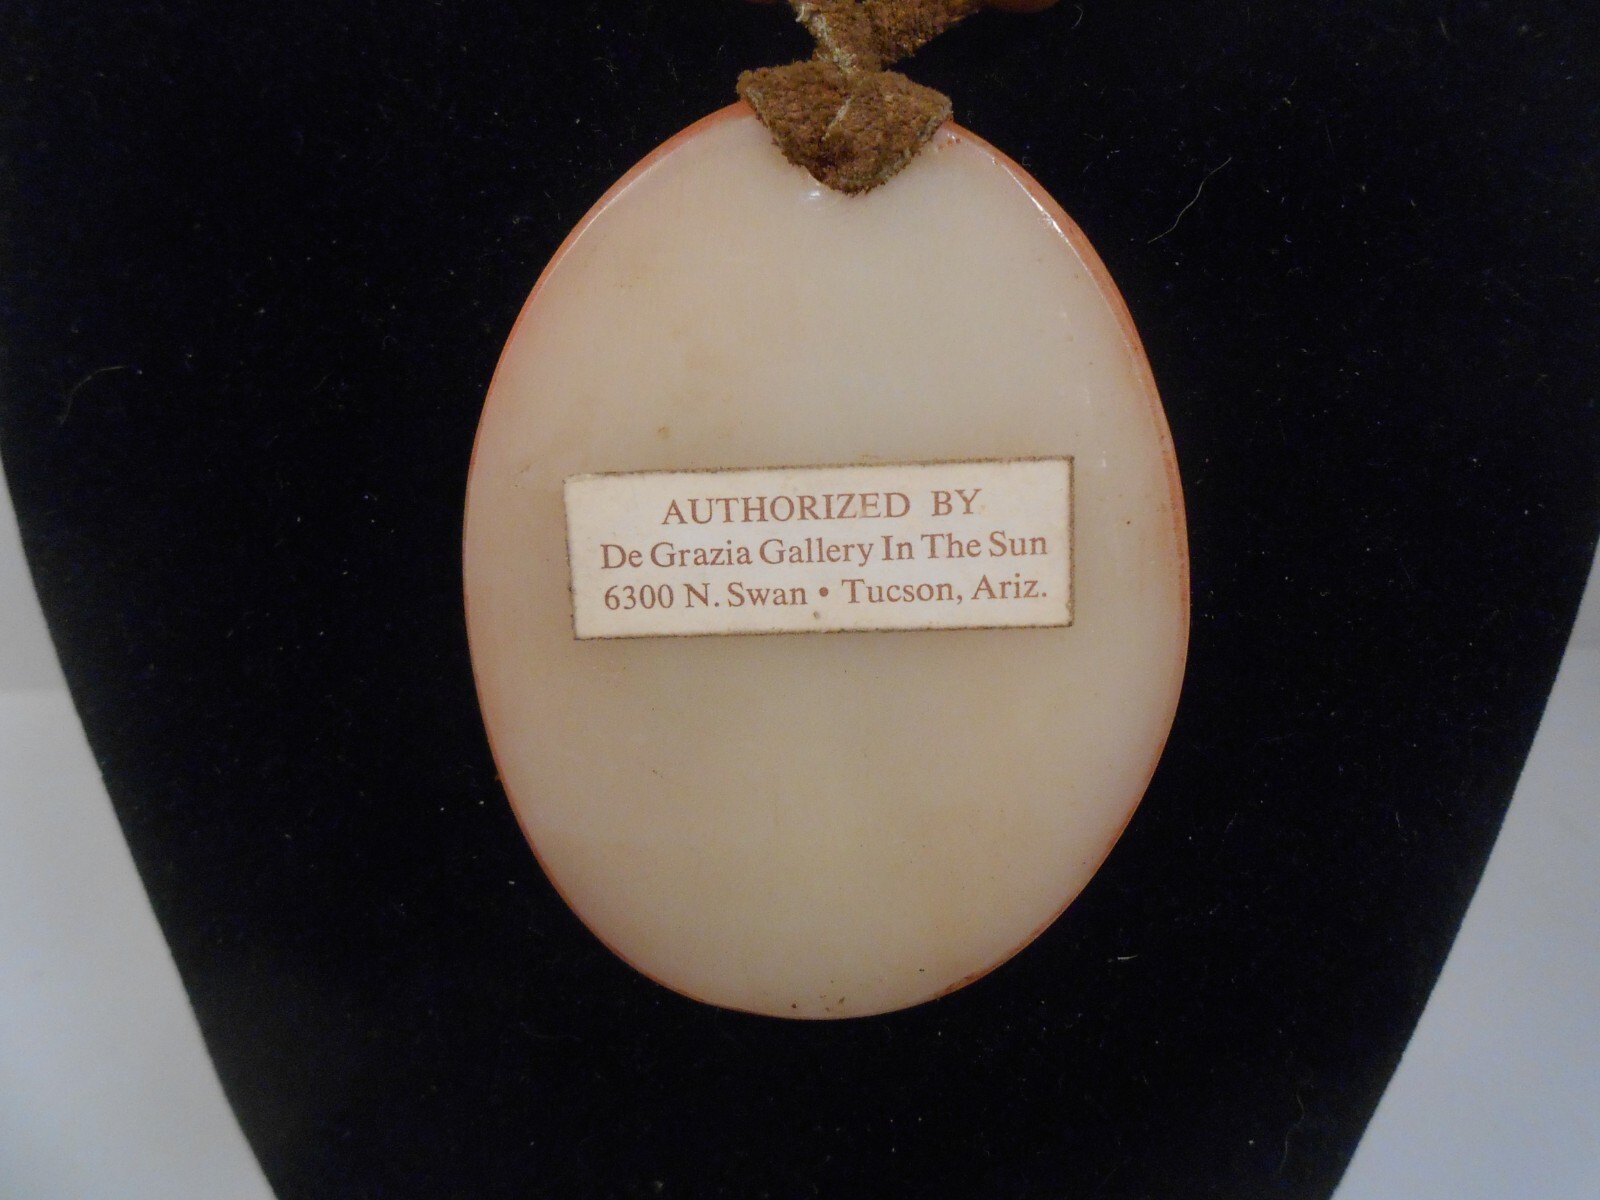 AUTHORIZED BY
De Grazia Gallery In The Sun
6300 N. Swan • Tucson, Ariz.